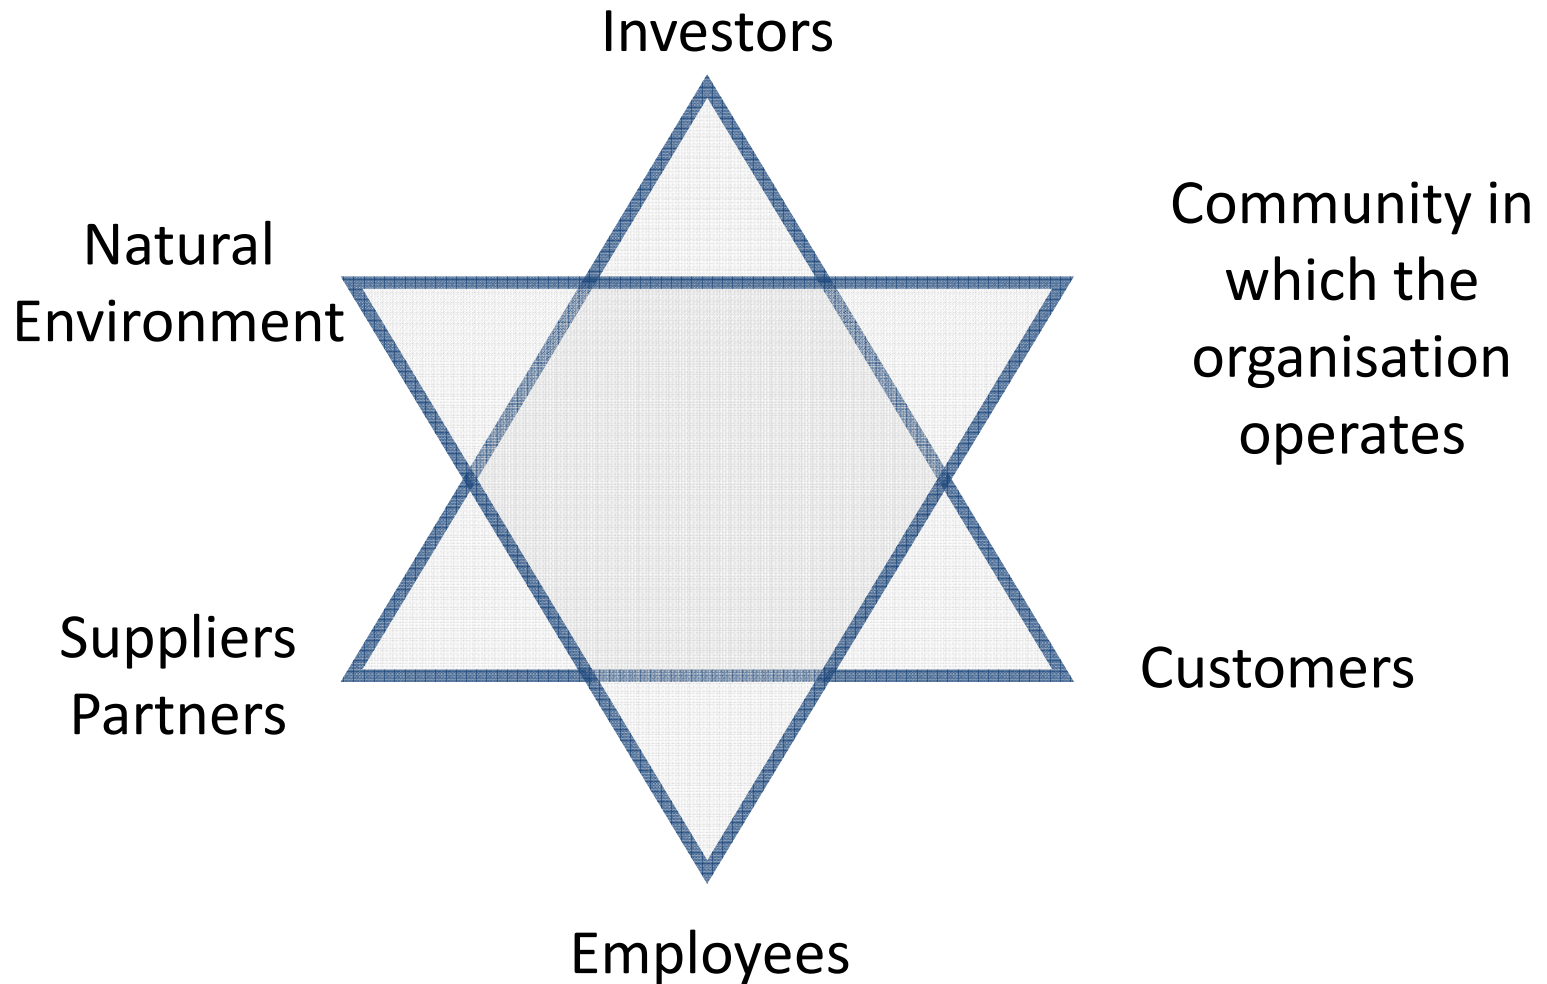 Investors
Natural
Environment
Community in
which the
organisation
operates
Suppliers
Partners
Customers
Employees